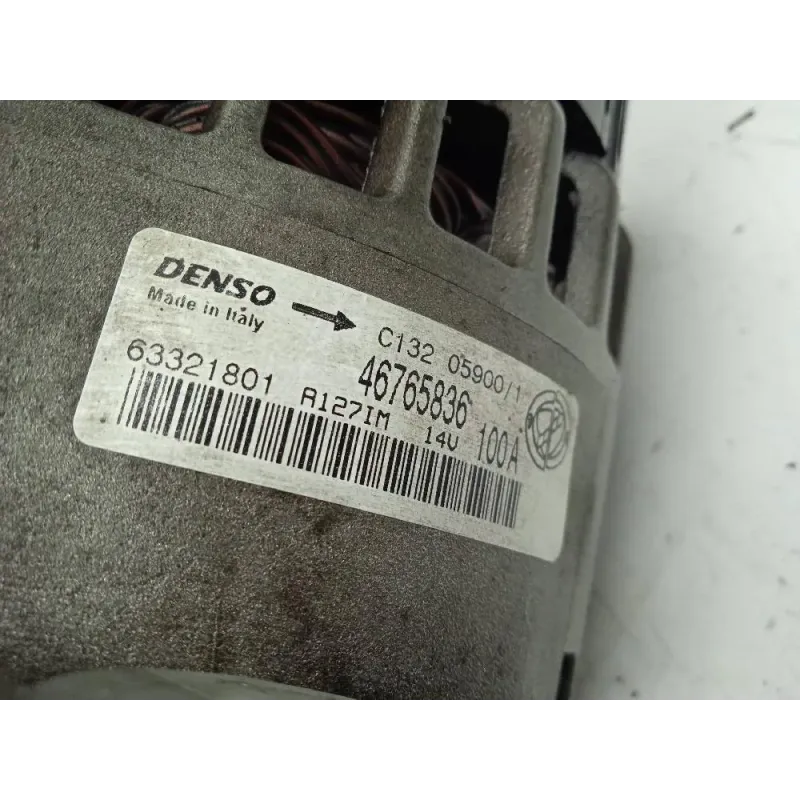 DENSO
Made in Italy
C132 05900/1
63321801 A127IM
46765836
14V 100A